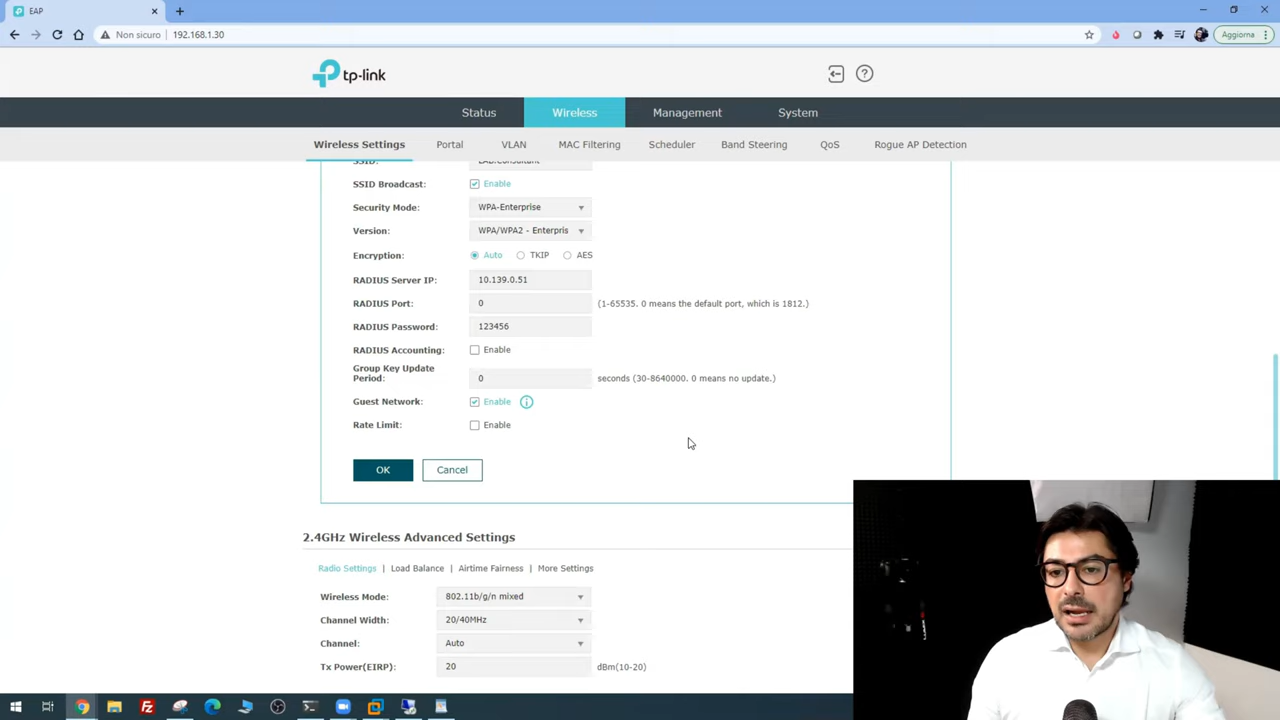 EAP
Non sicuro 192.168.1.30 Aggiorna
tp-link
Status Wireless Management System
Wireless Settings Portal VLAN MAC Filtering Scheduler Band Steering QoS Rogue AP Detection
SSID: LAB.Consultant
SSID Broadcast: Enable
Security Mode: WPA-Enterprise
Version: WPA/WPA2 - Enterpris
Encryption: Auto TKIP AES
RADIUS Server IP: 10.139.0.51
RADIUS Port: 0 (1-65535. 0 means the default port, which is 1812.)
RADIUS Password: 123456
RADIUS Accounting: Enable
Group Key Update
Period: 0 seconds (30-8640000. 0 means no update.)
Guest Network: Enable
Rate Limit: Enable
OK Cancel
2.4GHz Wireless Advanced Settings
Radio Settings | Load Balance | Airtime Fairness | More Settings
Wireless Mode: 802.11b/g/n mixed
Channel Width: 20/40MHz
Channel: Auto
Tx Power(EIRP): 20 dBm(10-20)